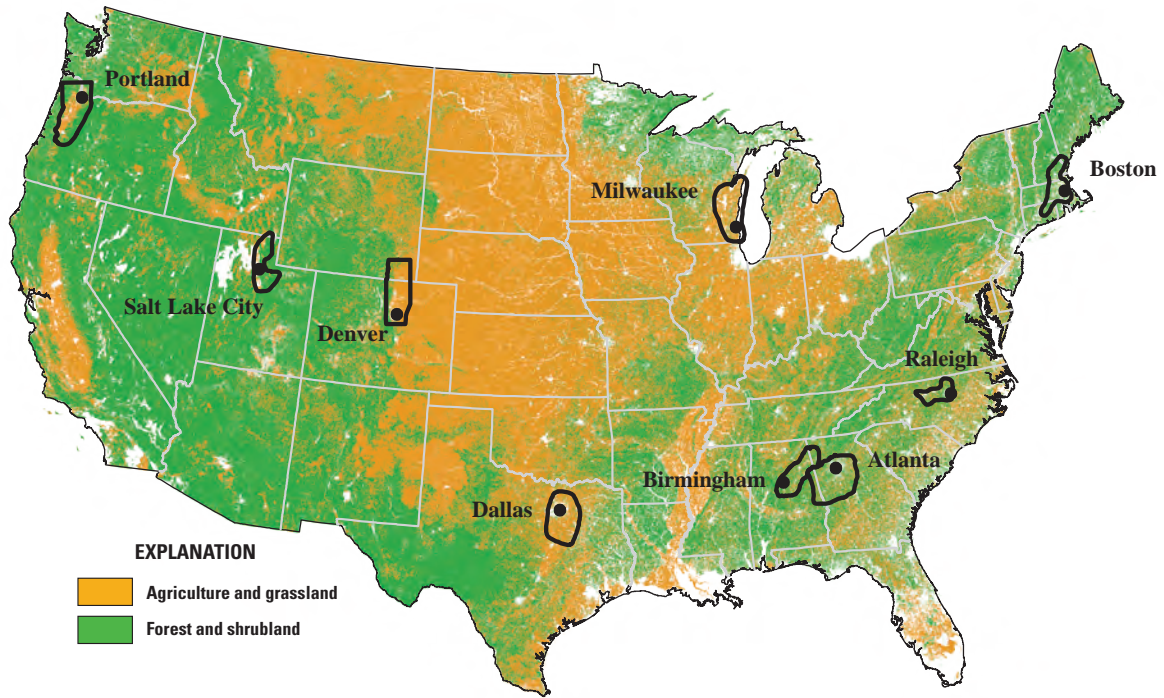 Portland
Boston
Milwaukee
Salt Lake City
Denver
Raleigh
Atlanta
Birmingham
Dallas
EXPLANATION
Agriculture and grassland
Forest and shrubland